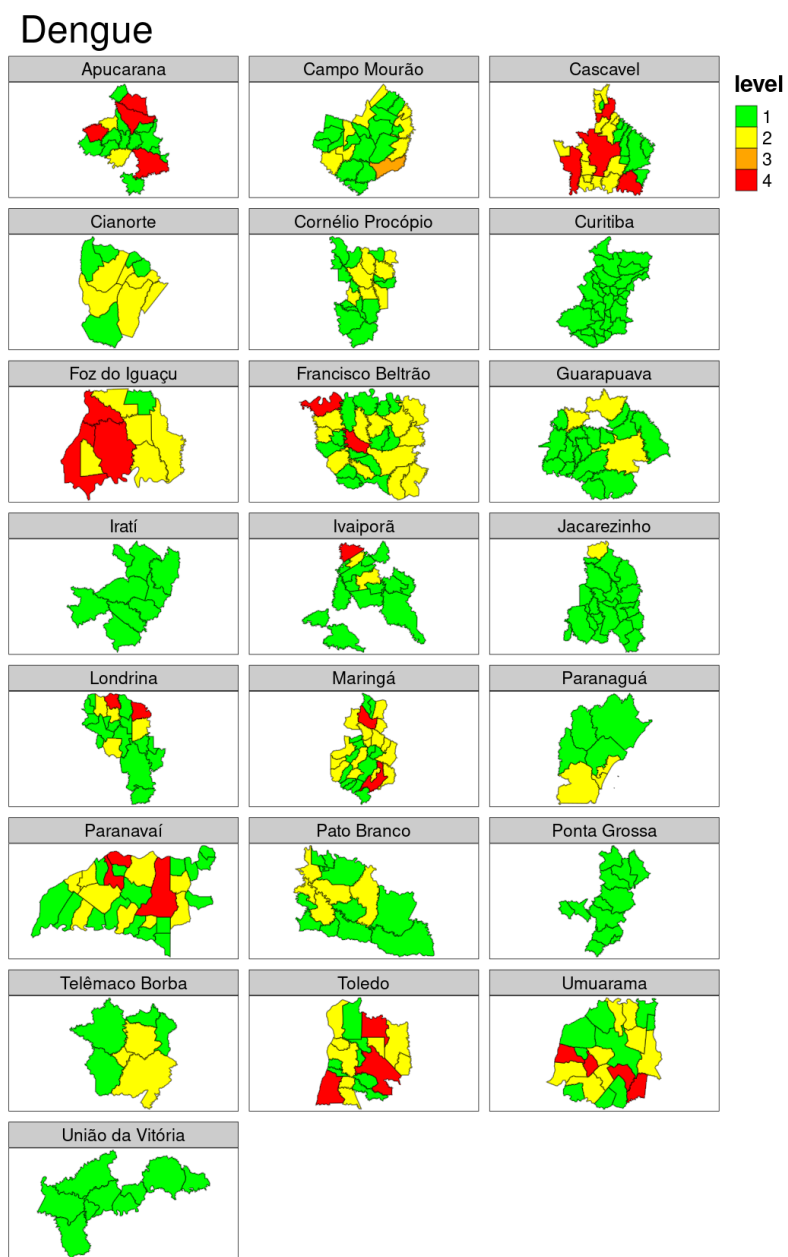 Dengue
Apucarana
Campo Mourão
Cascavel
level
1
2
3
4
Cianorte
Cornélio Procópio
Curitiba
Foz do Iguaçu
Francisco Beltrão
Guarapuava
Iratí
Ivaiporã
Jacarezinho
Londrina
Maringá
Paranaguá
Paranavaí
Pato Branco
Ponta Grossa
Telêmaco Borba
Toledo
Umuarama
União da Vitória